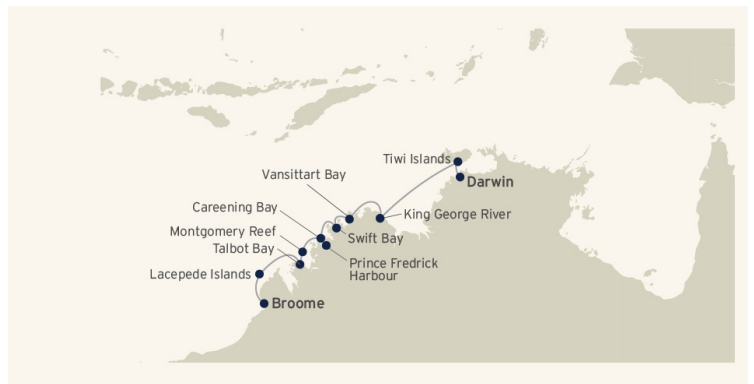 Tiwi Islands
Darwin
Vansittart Bay
Careening Bay
King George River
Montgomery Reef
Swift Bay
Talbot Bay
Prince Fredrick
Harbour
Lacepede Islands
Broome